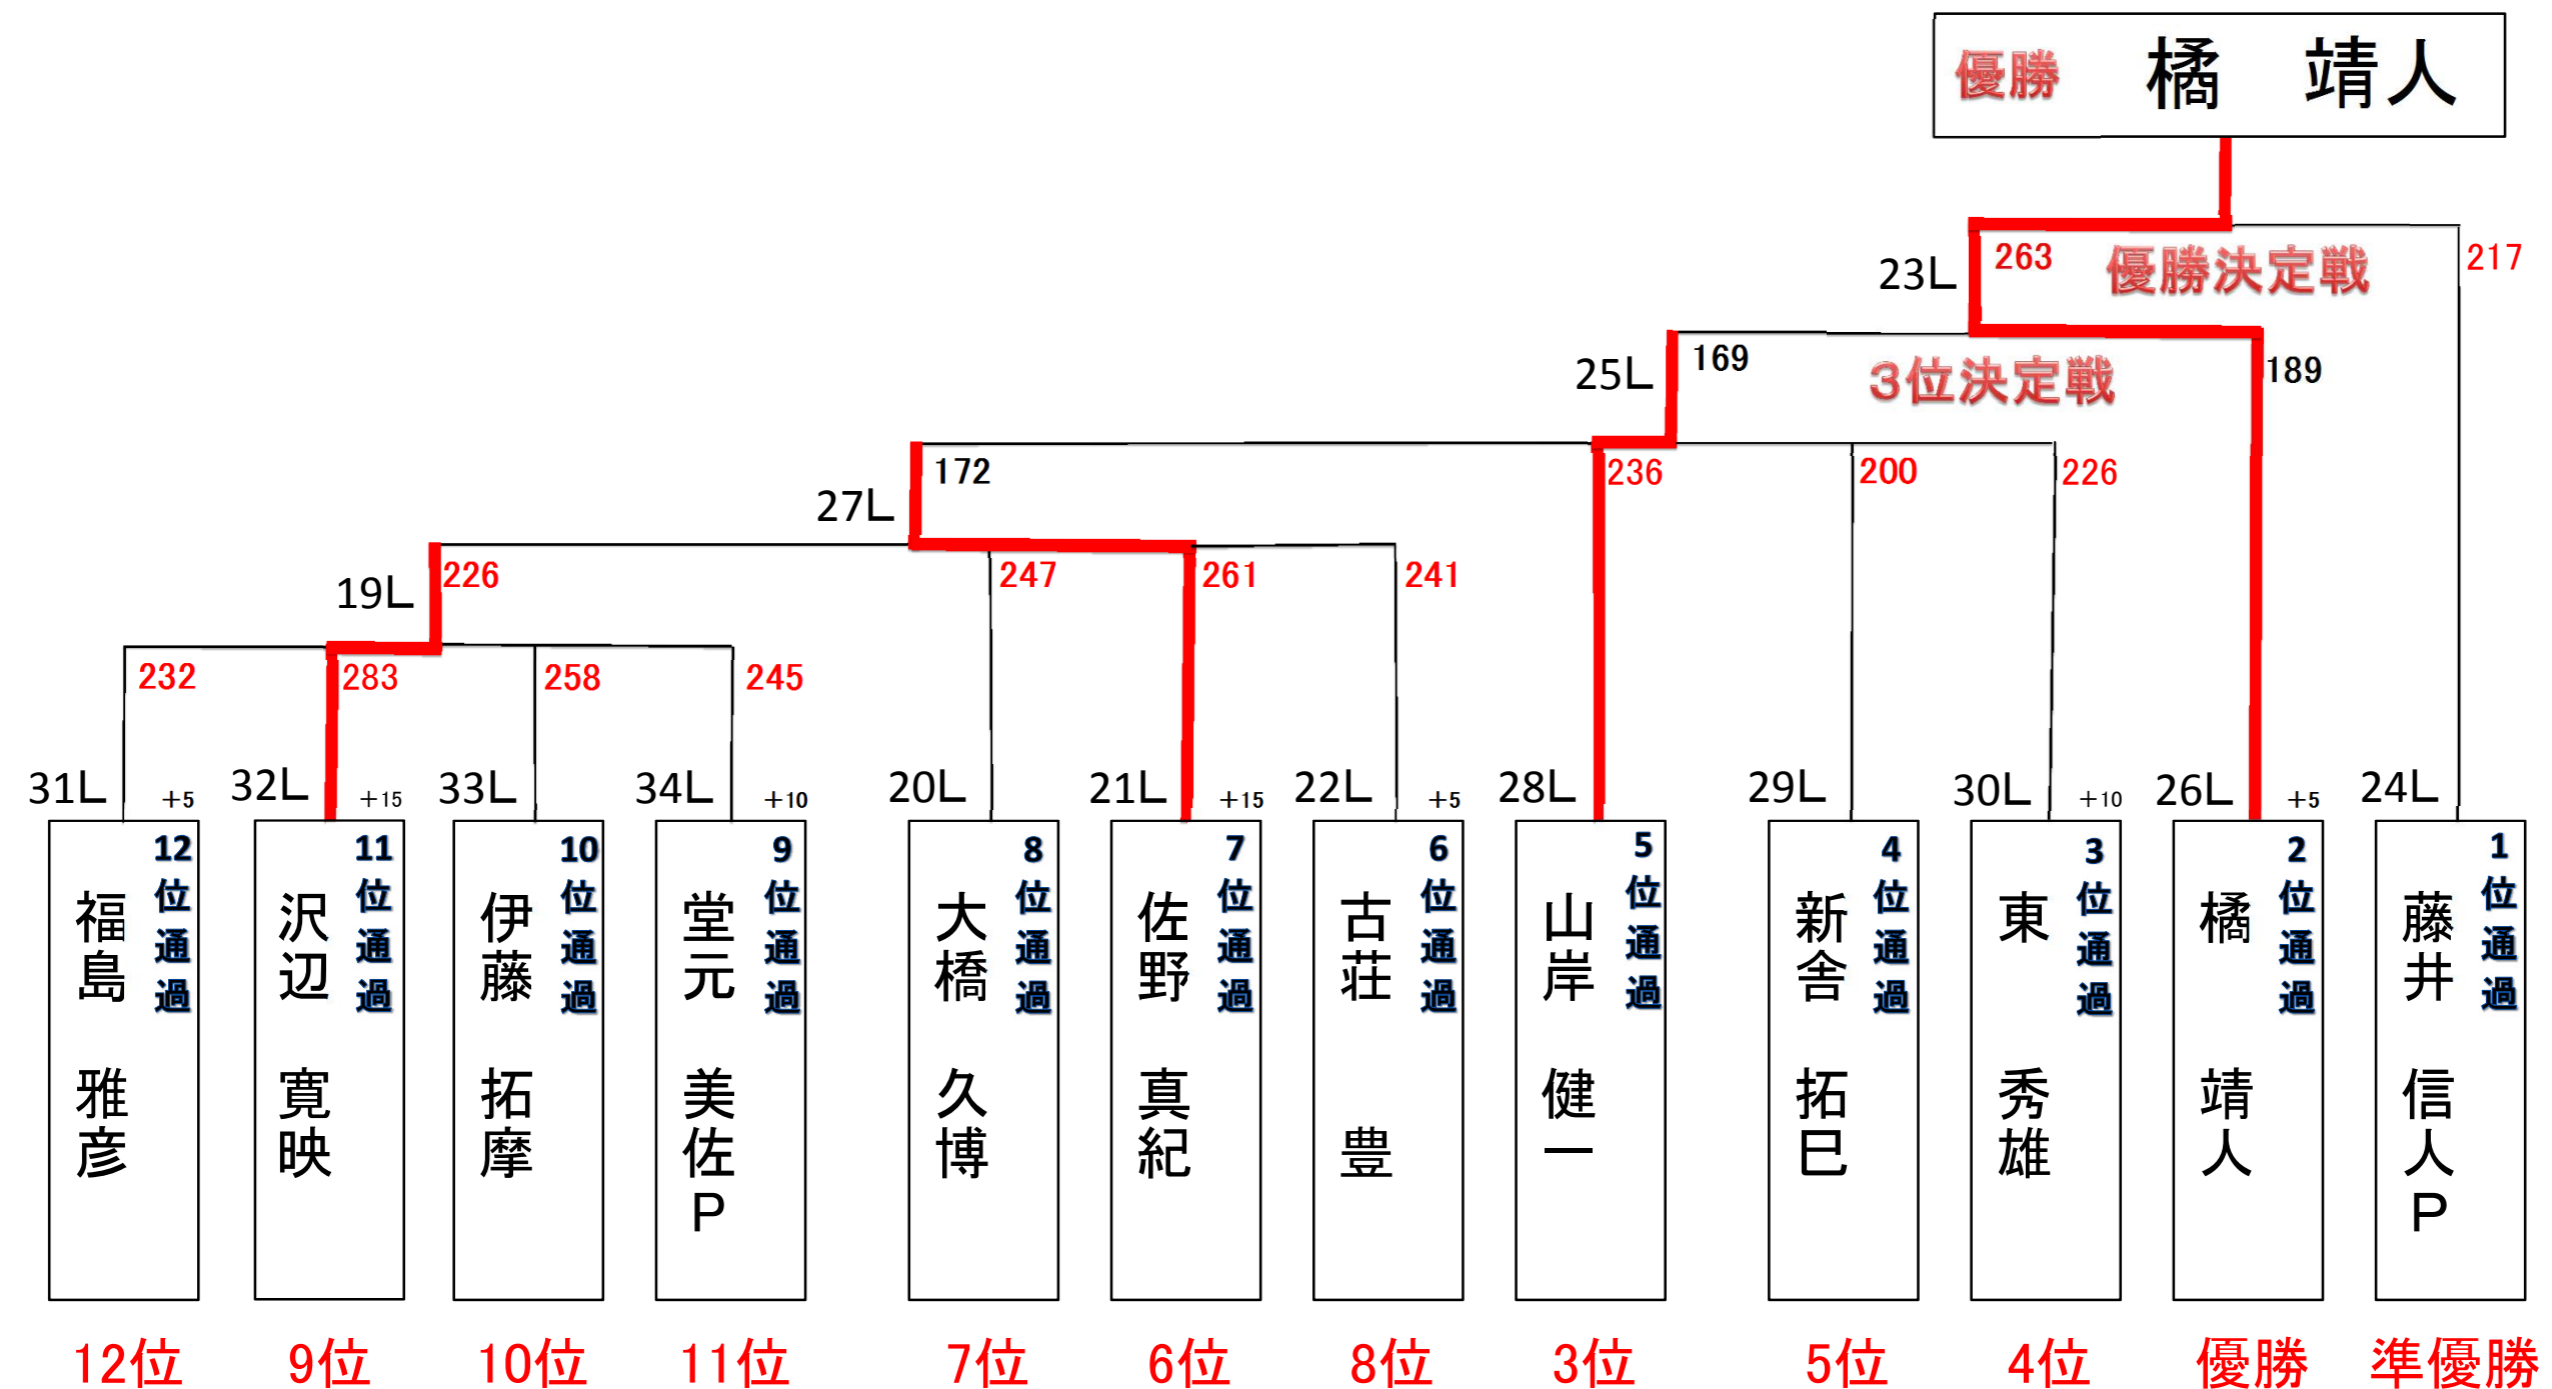 優勝 橘 靖人
263 優勝決定戦 217
23L
169 3位決定戦 189
25L
172 236 200 226
27L
226 247 261 241
19L
232 283 258 245
31L +5 32L +15 33L 34L +10 20L 21L +15 22L +5 28L 29L 30L +10 26L +5 24L
12位通過
福島 雅彦
11位通過
沢辺 寛映
10位通過
伊藤 拓摩
9位通過
堂元 美佐P
8位通過
大橋 久博
7位通過
佐野 真紀
6位通過
古荘 豊
5位通過
山岸 健一
4位通過
新舎 拓巳
3位通過
東 秀雄
2位通過
橘 靖人
1位通過
藤井 信人P
12位 9位 10位 11位 7位 6位 8位 3位 5位 4位 優勝 準優勝